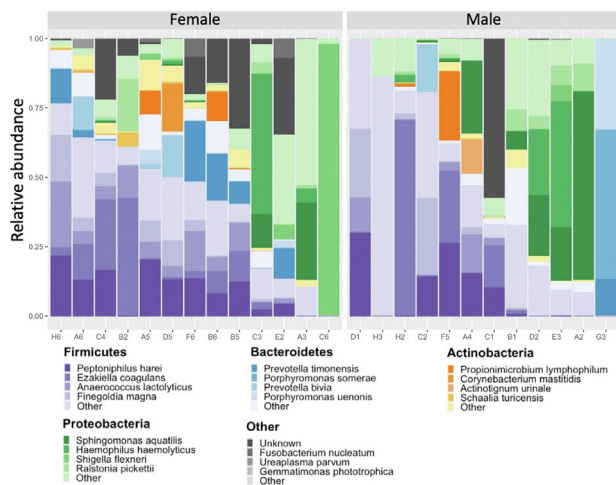 Female Male
Relative abundance
1.00
0.75
0.50
0.25
0.00
H6 A6 C4 B2 A5 D5 F6 B6 B5 C3 E2 A3 C6 D1 H3 H2 C2 F5 A4 C1 B1 D2 E3 A2 G3
Firmicutes
Peptoniphilus harei
Ezakiella coagulans
Anaerococcus lactolyticus
Finegoldia magna
Other
Bacteroidetes
Prevotella timonensis
Porphyromonas somerae
Prevotella bivia
Porphyromonas uenonis
Other
Actinobacteria
Propionimicrobium lymphophilum
Corynebacterium mastitidis
Actinotignum urinale
Schaalia turicensis
Other
Proteobacteria
Sphingomonas aquatilis
Haemophilus haemolyticus
Shigella flexneri
Ralstonia pickettii
Other
Other
Unknown
Fusobacterium nucleatum
Ureaplasma parvum
Gemmatimonas phototrophica
Other